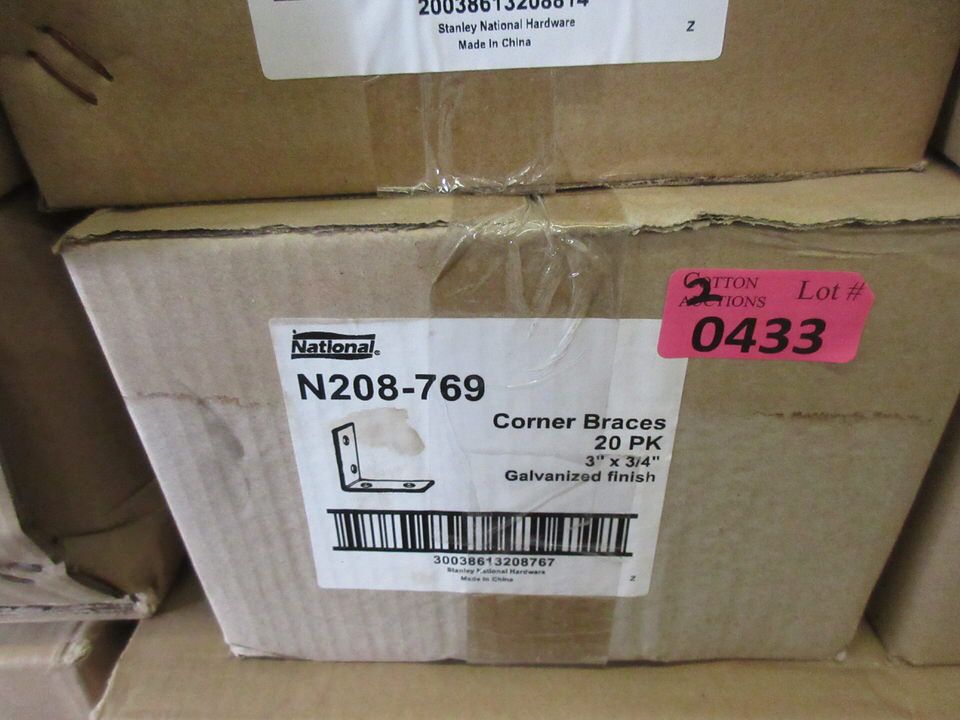 20038613208814
Stanley National Hardware
Made In China
Z
COTTON
AUCTIONS
Lot #
2
0433
National®
N208-769
Corner Braces
20 PK
3" x 3/4"
Galvanized finish
30038613208767
Stanley National Hardware
Made In China
Z